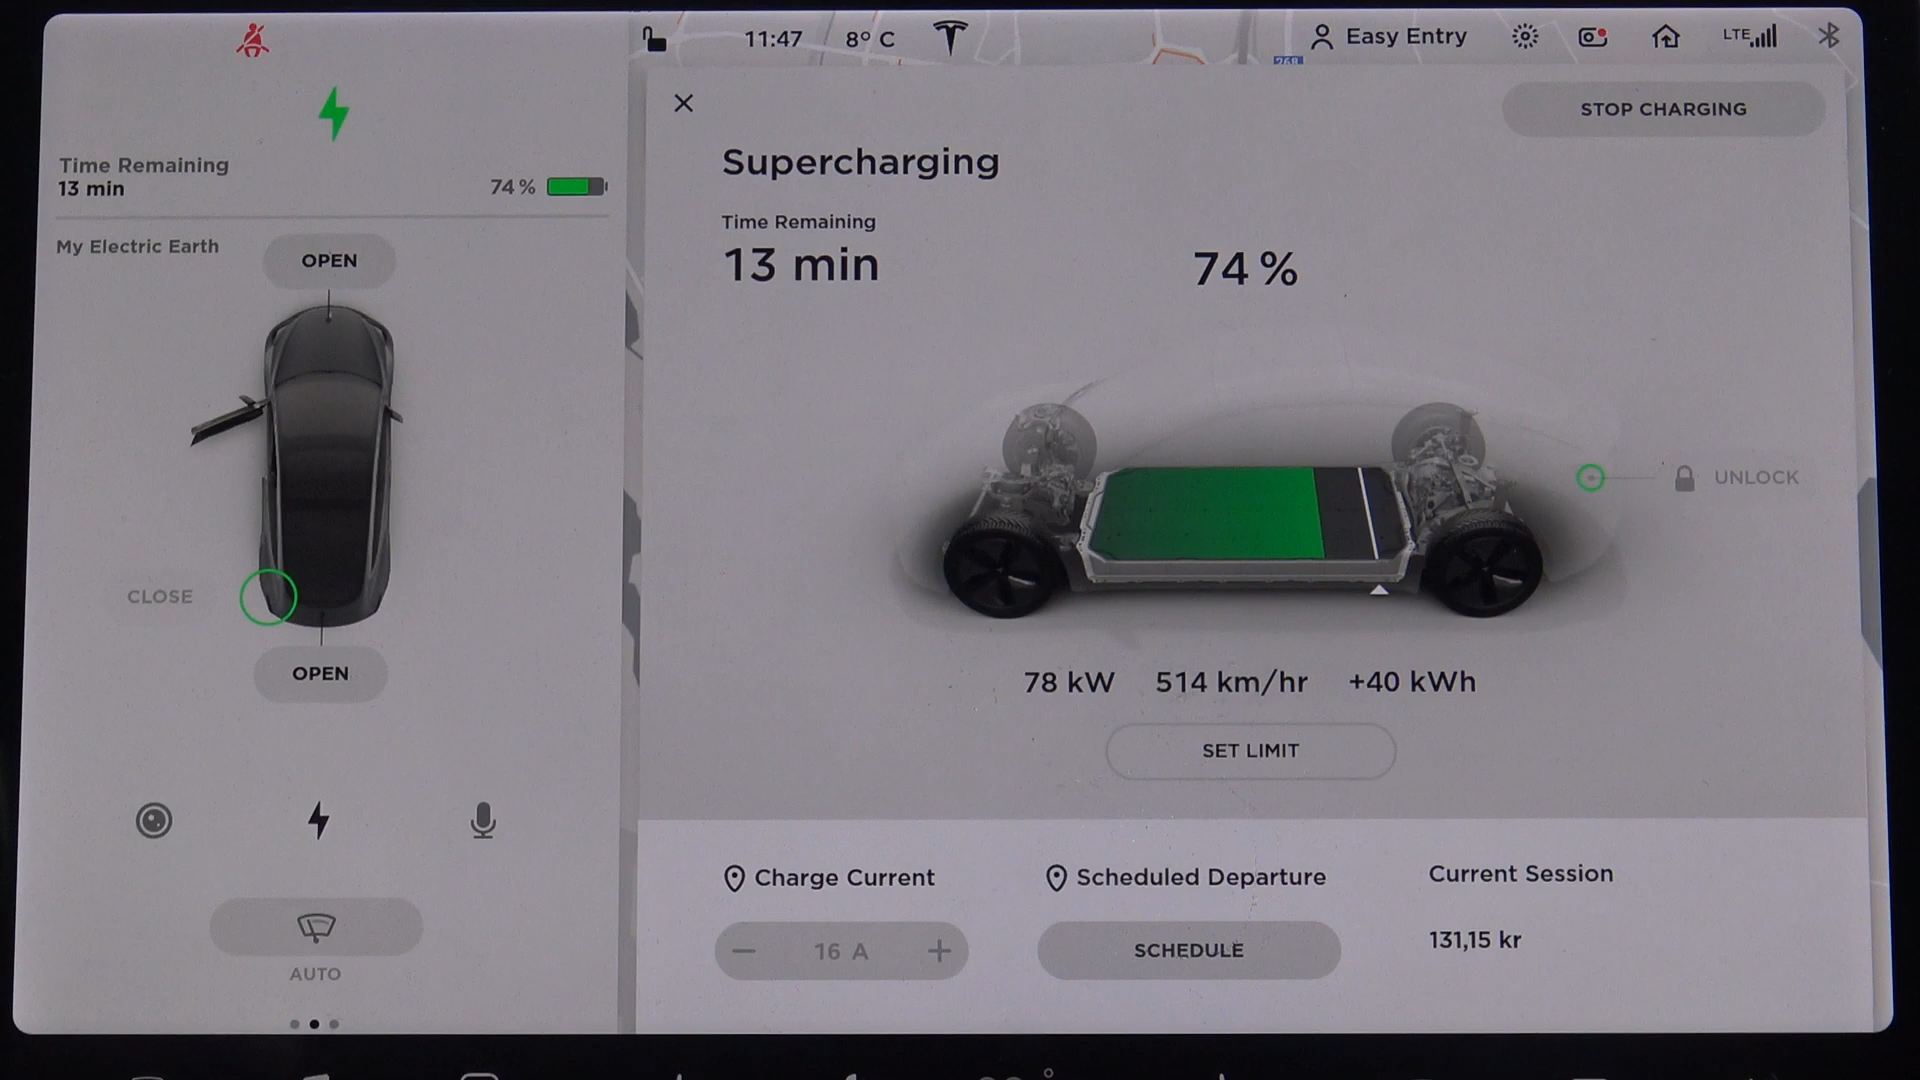 11:47
8° C
Easy Entry
LTE
Time Remaining
13 min
74 %
My Electric Earth
OPEN
CLOSE
OPEN
AUTO
STOP CHARGING
Supercharging
Time Remaining
13 min
74 %
UNLOCK
78 kW 514 km/hr +40 kWh
SET LIMIT
Charge Current
16 A
Scheduled Departure
SCHEDULE
Current Session
131,15 kr